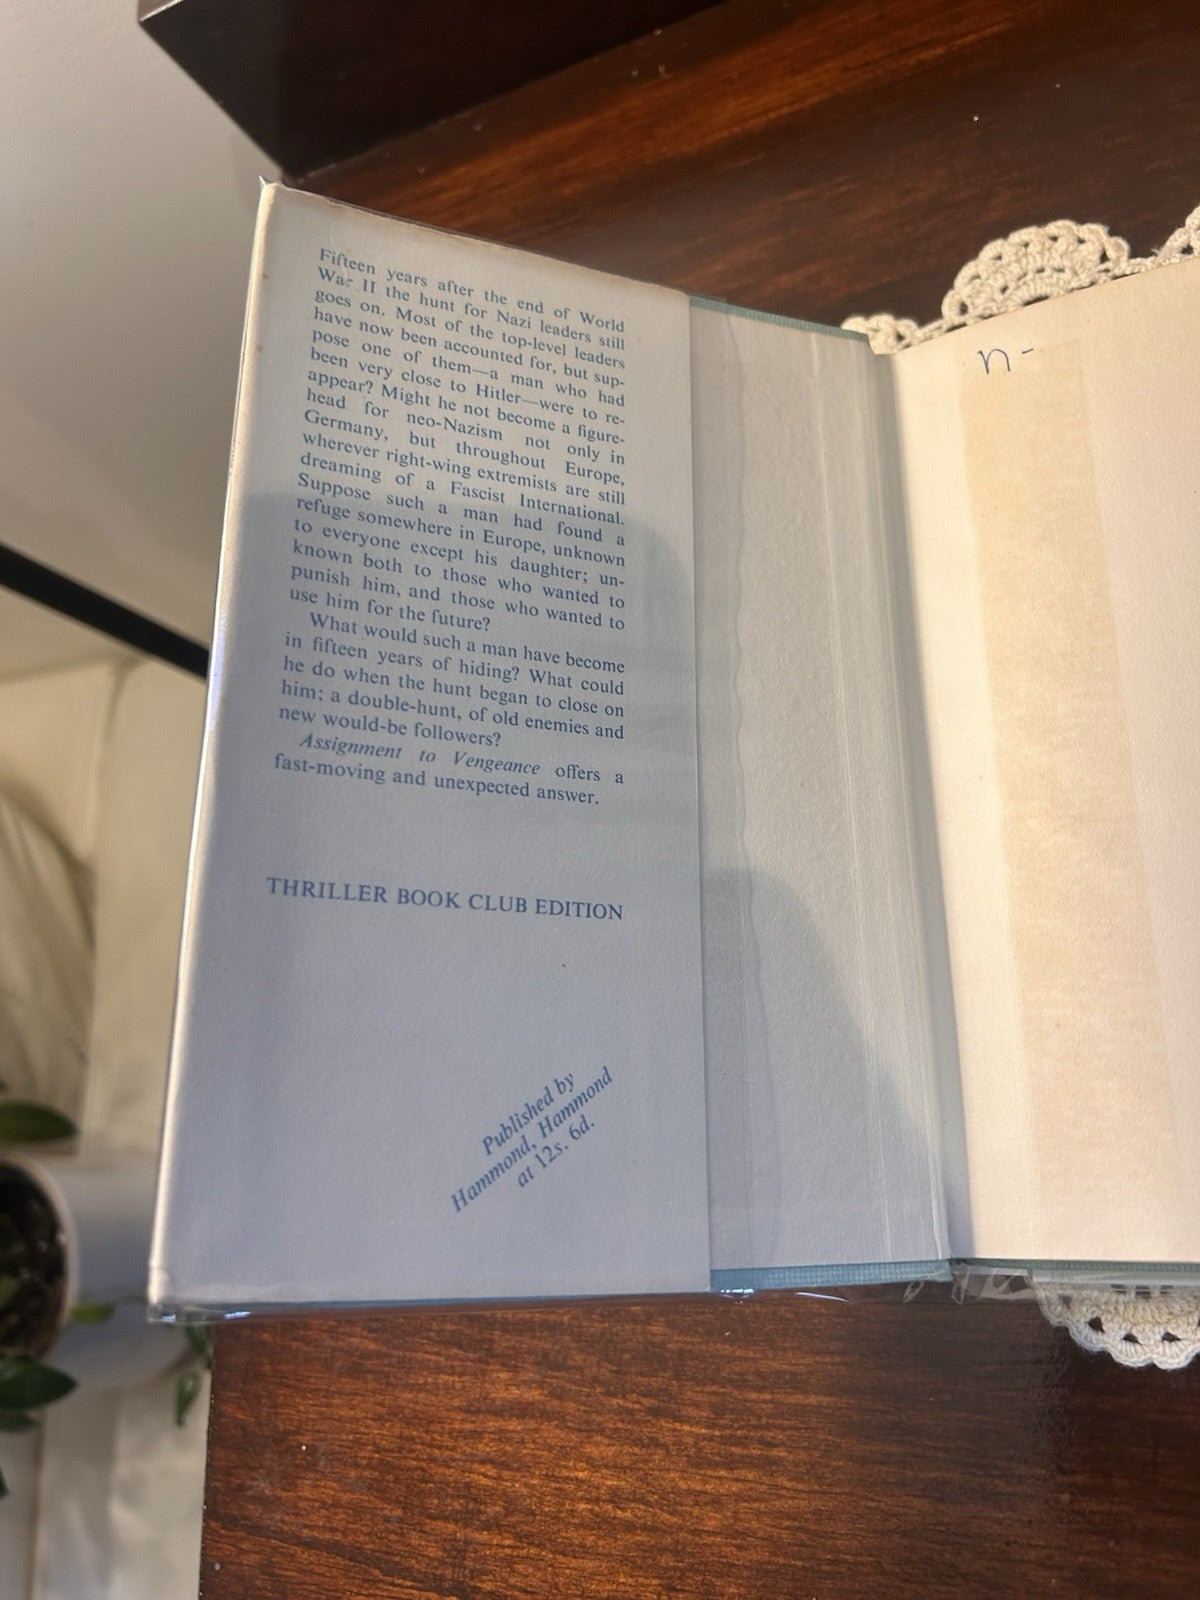 Fifteen years after the end of World
War II the hunt for Nazi leaders still
goes on. Most of the top-level leaders
have now been accounted for, but sup-
pose one of them—a man who had
been very close to Hitler—were to re-
appear? Might he not become a figure-
head for neo-Nazism not only in
Germany, but throughout Europe,
wherever right-wing extremists are still
dreaming of a Fascist International.
Suppose such a man had found a
refuge somewhere in Europe, unknown
to everyone except his daughter; un-
known both to those who wanted to
punish him, and those who wanted to
use him for the future?
What would such a man have become
in fifteen years of hiding? What could
he do when the hunt began to close on
him; a double-hunt, of old enemies and
new would-be followers?
Assignment to Vengeance offers a
fast-moving and unexpected answer.
THRILLER BOOK CLUB EDITION
Published by
Hammond, Hammond
at 12s. 6d.
n-